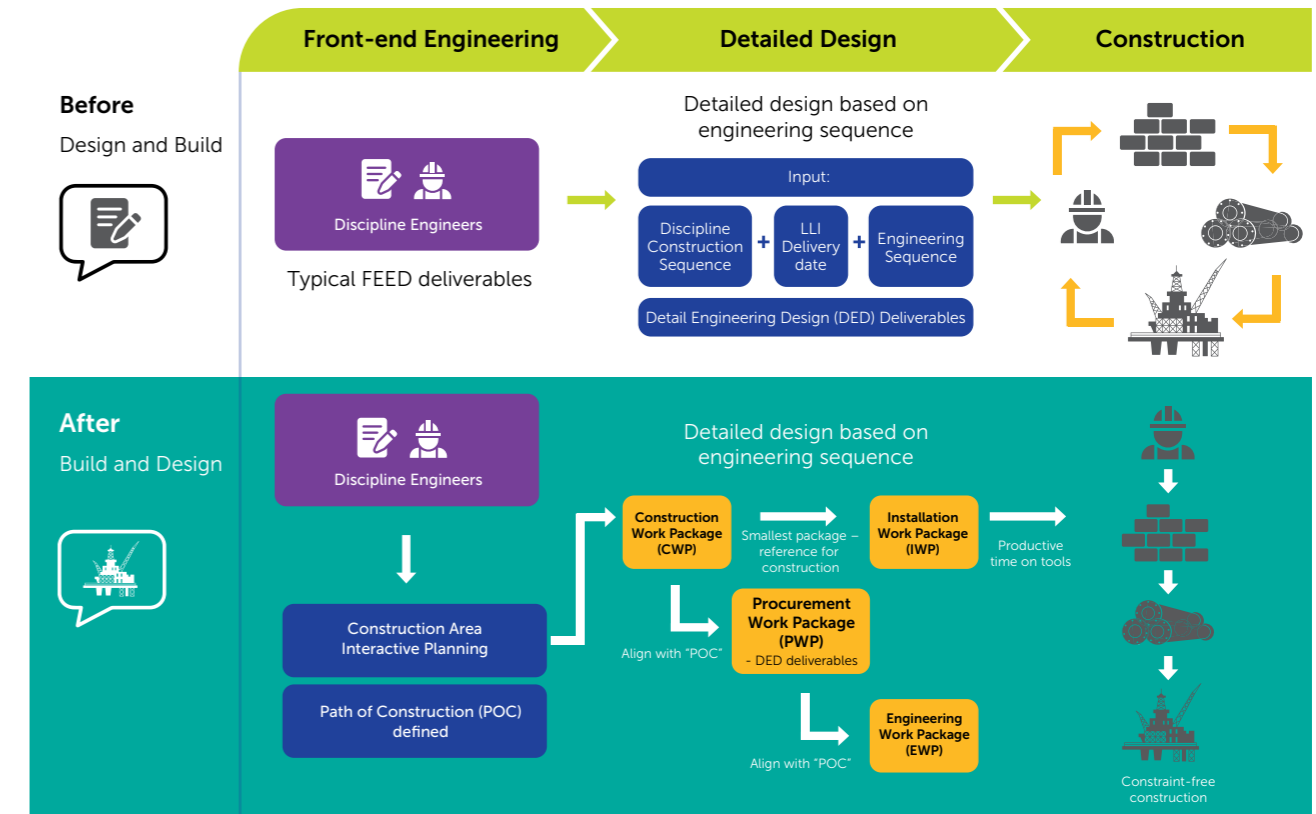 Front-end Engineering
Detailed Design
Construction
Before
Design and Build
Discipline Engineers
Typical FEED deliverables
Detailed design based on
engineering sequence
Input:
Discipline
Construction
Sequence
+
LLI
Delivery
date
+
Engineering
Sequence
Detail Engineering Design (DED) Deliverables
After
Build and Design
Discipline Engineers
Construction Area
Interactive Planning
Path of Construction (POC)
defined
Detailed design based on
engineering sequence
Construction
Work Package
(CWP)
Smallest package –
reference for
construction
Installation
Work Package
(IWP)
Productive
time on tools
Align with "POC"
Procurement
Work Package
(PWP)
- DED deliverables
Align with "POC"
Engineering
Work Package
(EWP)
Constraint-free
construction